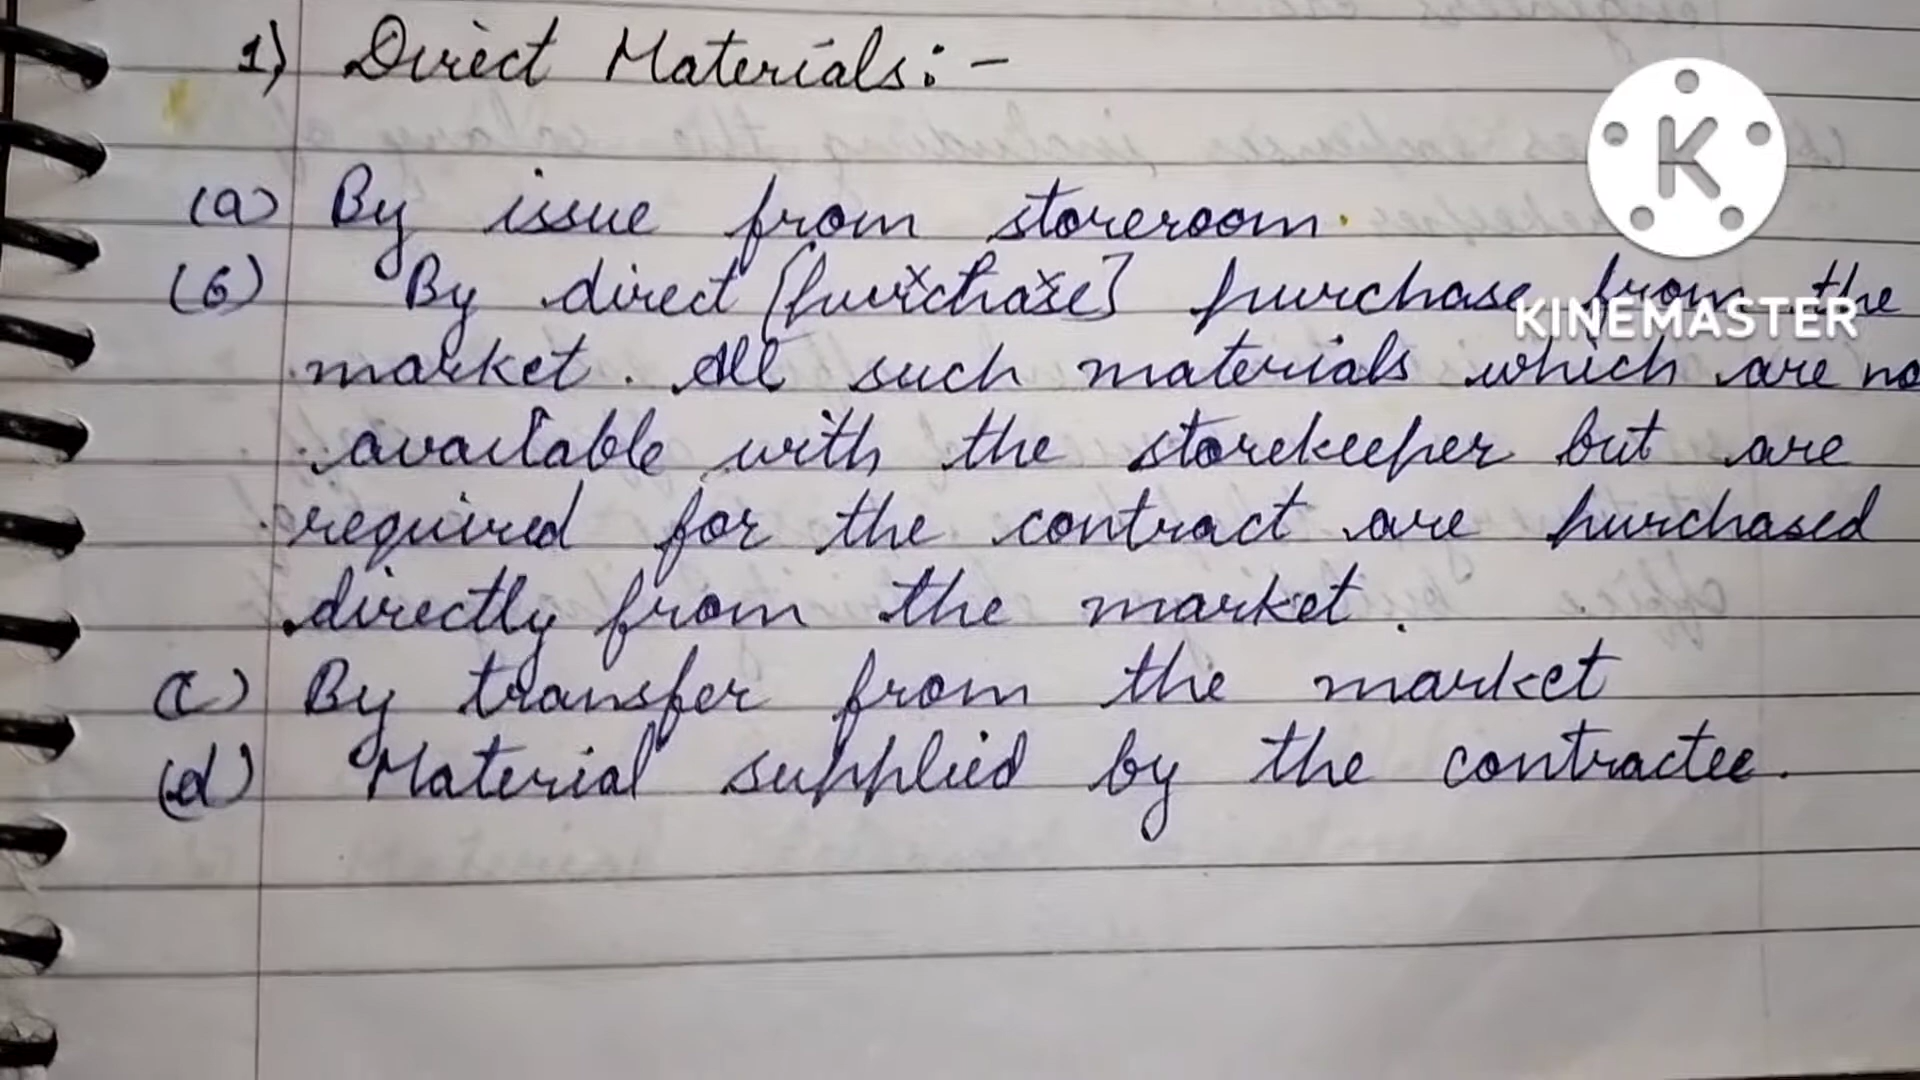 1) Direct Materials:-
(a) By issue from storeroom.
(b) By direct [purchase] purchase from the
market. All such materials which are no
available with the storekeeper but are
required for the contract are purchased
directly from the market.
(c) By transfer from the market
(d) Material supplied by the contractee.
K
KINEMASTER